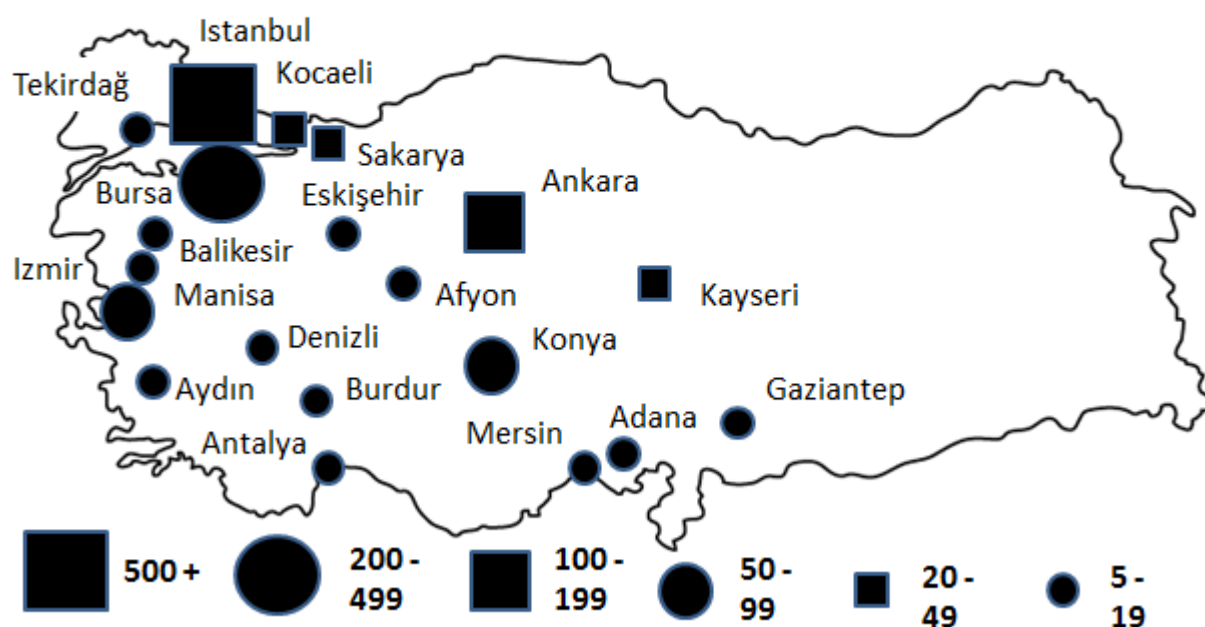 Istanbul
Kocaeli
Tekirdağ
Sakarya
Ankara
Bursa
Eskişehir
Balikesir
Izmir
Manisa
Afyon
Kayseri
Denizli
Konya
Aydın
Burdur
Gaziantep
Antalya
Mersin
Adana
500 +
200 -
499
100 -
199
50 -
99
20 -
49
5 -
19